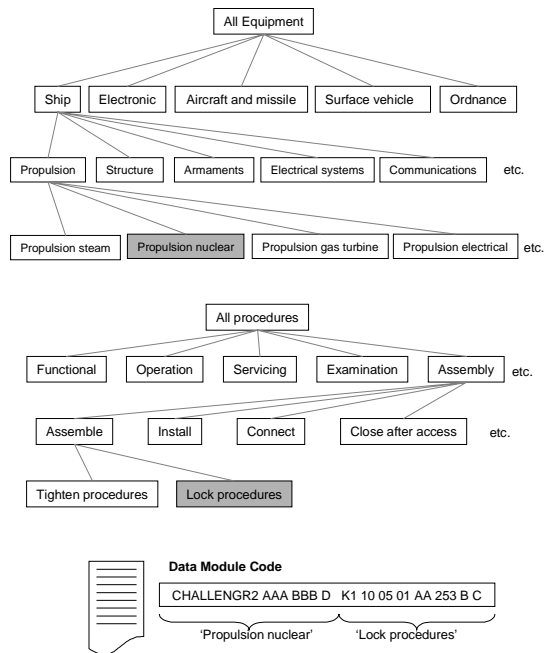 All Equipment
Ship Electronic Aircraft and missile Surface vehicle Ordnance
Propulsion Structure Armaments Electrical systems Communications etc.
Propulsion steam Propulsion nuclear Propulsion gas turbine Propulsion electrical etc.
All procedures
Functional Operation Servicing Examination Assembly etc.
Assemble Install Connect Close after access etc.
Tighten procedures Lock procedures
Data Module Code
CHALLENGR2 AAA BBB D K1 10 05 01 AA 253 B C
'Propulsion nuclear' 'Lock procedures'